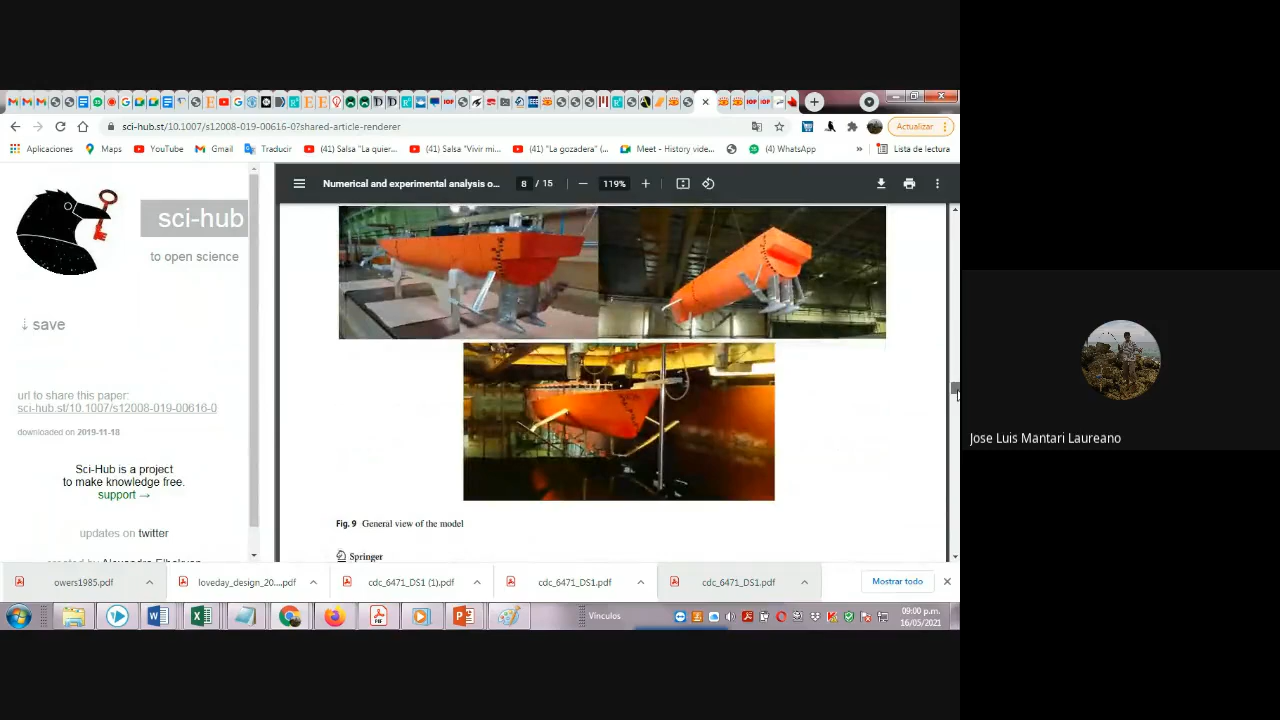 sci-hub.st/10.1007/s12008-019-00616-0?shared-article-renderer
Actualizar
Aplicaciones
Maps
YouTube
Gmail
Traducir
(41) Salsa "La quier...
(41) Salsa "Vivir mi...
(41) "La gozadera" (...
Meet - History vide...
(4) WhatsApp
»
Lista de lectura
Numerical and experimental analysis o...
8 / 15
119%
sci-hub
to open science
↓ save
url to share this paper:
sci-hub.st/10.1007/s12008-019-00616-0
downloaded on 2019-11-18
Sci-Hub is a project
to make knowledge free.
support →
updates on twitter
Fig. 9 General view of the model
Springer
Jose Luis Mantari Laureano
owers1985.pdf
loveday_design_20....pdf
cdc_6471_DS1 (1).pdf
cdc_6471_DS1.pdf
cdc_6471_DS1.pdf
Mostrar todo
Vínculos
09:00 p.m.
16/05/2021